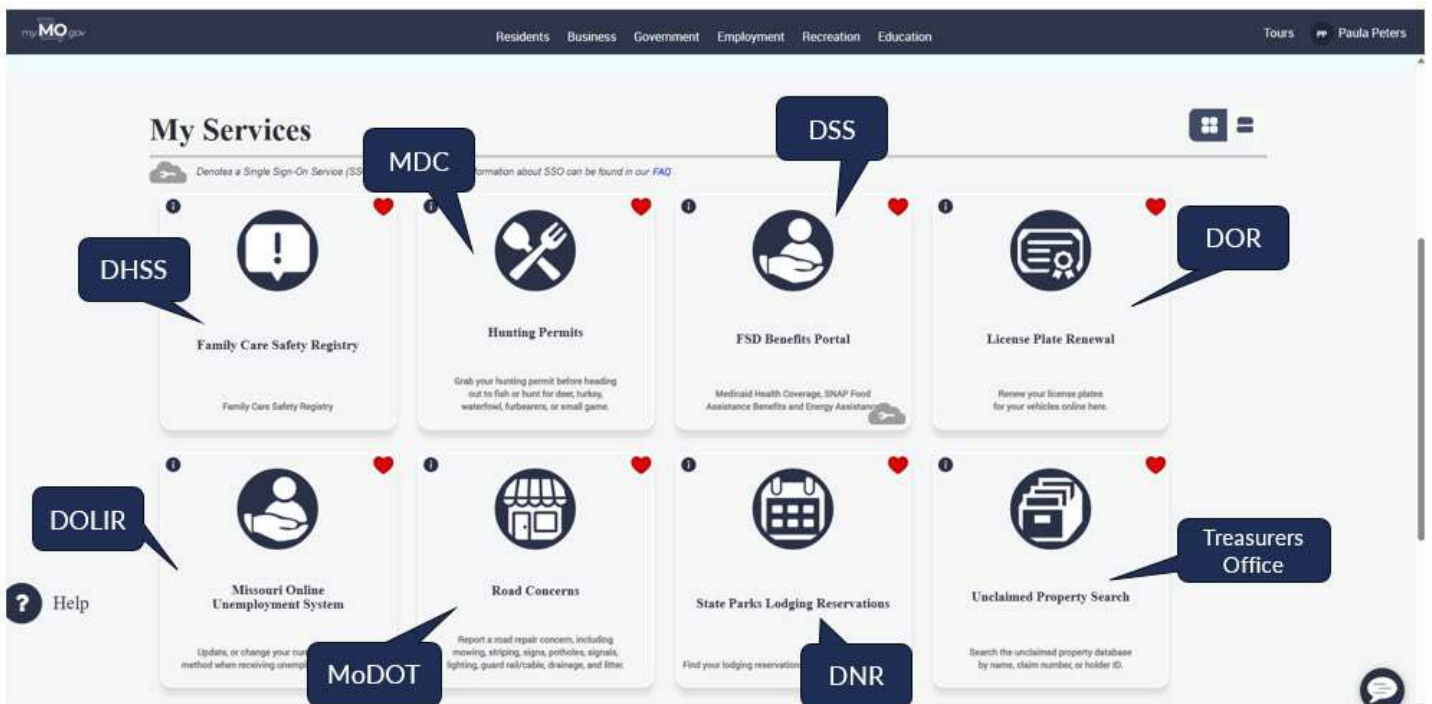 myMO.gov
Residents Business Government Employment Recreation Education
Tours PP Paula Peters
My Services
Denotes a Single Sign-On Service (SS
formation about SSO can be found in our FAQ
MDC
DSS
DHSS
DOR
Family Care Safety Registry
Family Care Safety Registry
Hunting Permits
Grab your hunting permit before heading
out to fish or hunt for deer, turkey,
waterfowl, furbearers, or small game.
FSD Benefits Portal
Medicaid Health Coverage, SNAP Food
Assistance Benefits and Energy Assistance
License Plate Renewal
Renew your license plates
for your vehicles online here.
DOLIR
Treasurers
Office
? Help
Missouri Online
Unemployment System
Update, or change your
method when receiving
Road Concerns
Report a road repair concern, including
mowing, striping, signs, potholes, signals,
lighting, guard rail/cable, drainage, and litter.
MoDOT
State Parks Lodging Reservations
Find your lodging
DNR
Unclaimed Property Search
Search the unclaimed property database
by name, claim number, or holder ID.